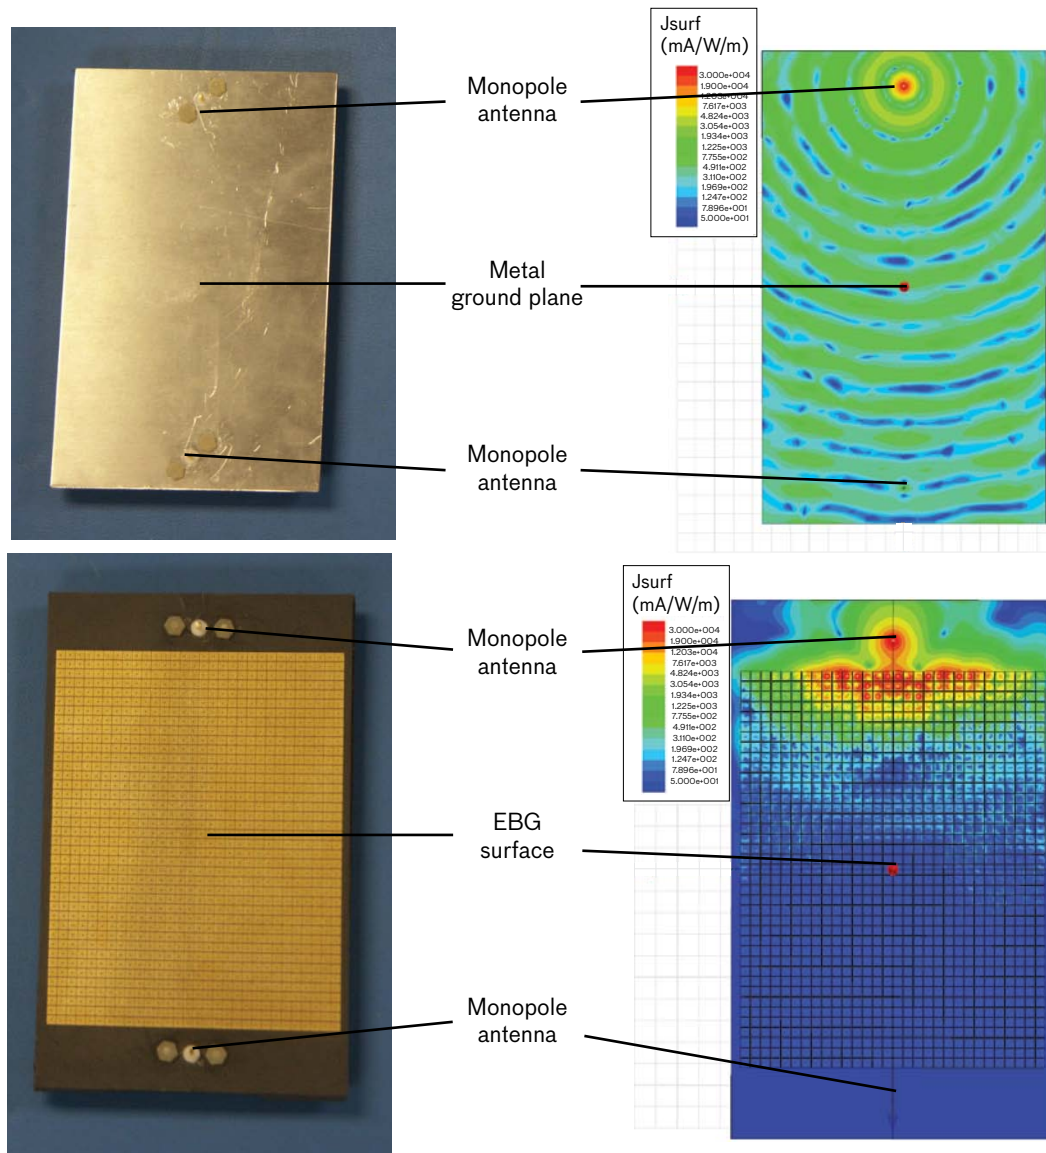 Jsurf
(mA/W/m)
3.000e+004
1.900e+004
1.203e+004
7.617e+003
4.824e+003
3.054e+003
1.934e+003
1.225e+003
7.755e+002
4.911e+002
3.110e+002
1.969e+002
1.247e+002
7.896e+001
5.000e+001
Monopole
antenna
Metal
ground plane
Monopole
antenna
Jsurf
(mA/W/m)
3.000e+004
1.900e+004
1.203e+004
7.617e+003
4.824e+003
3.054e+003
1.934e+003
1.225e+003
7.755e+002
4.911e+002
3.110e+002
1.969e+002
1.247e+002
7.896e+001
5.000e+001
Monopole
antenna
EBG
surface
Monopole
antenna